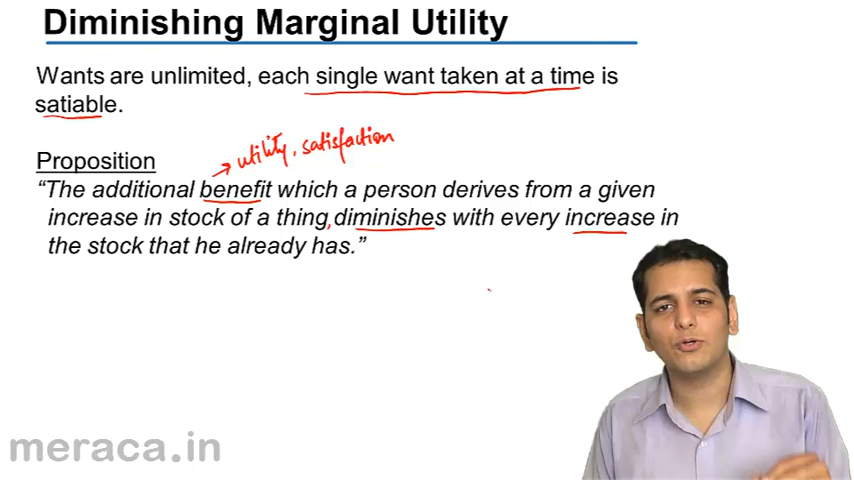 Diminishing Marginal Utility
Wants are unlimited, each single want taken at a time is
satiable.
utility, satisfaction
Proposition
“The additional benefit which a person derives from a given
increase in stock of a thing, diminishes with every increase in
the stock that he already has.”
meraca.in